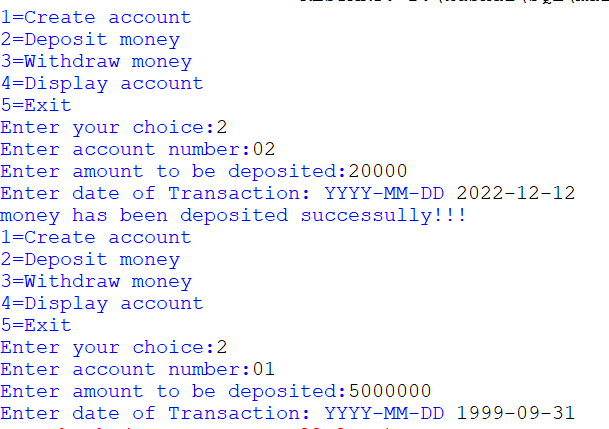 1=Create account
2=Deposit money
3=Withdraw money
4=Display account
5=Exit
Enter your choice:2
Enter account number:02
Enter amount to be deposited:20000
Enter date of Transaction: YYYY-MM-DD 2022-12-12
money has been deposited successully!!!
1=Create account
2=Deposit money
3=Withdraw money
4=Display account
5=Exit
Enter your choice:2
Enter account number:01
Enter amount to be deposited:5000000
Enter date of Transaction: YYYY-MM-DD 1999-09-31